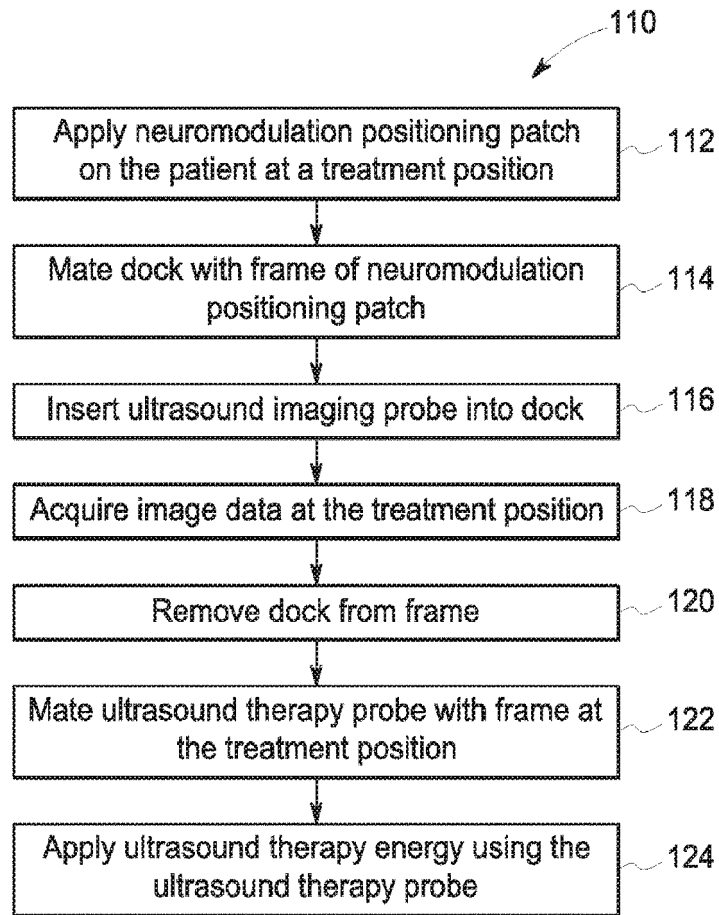 110
Apply neuromodulation positioning patch
on the patient at a treatment position
112
Mate dock with frame of neuromodulation
positioning patch
114
Insert ultrasound imaging probe into dock
116
Acquire image data at the treatment position
118
Remove dock from frame
120
Mate ultrasound therapy probe with frame at
the treatment position
122
Apply ultrasound therapy energy using the
ultrasound therapy probe
124